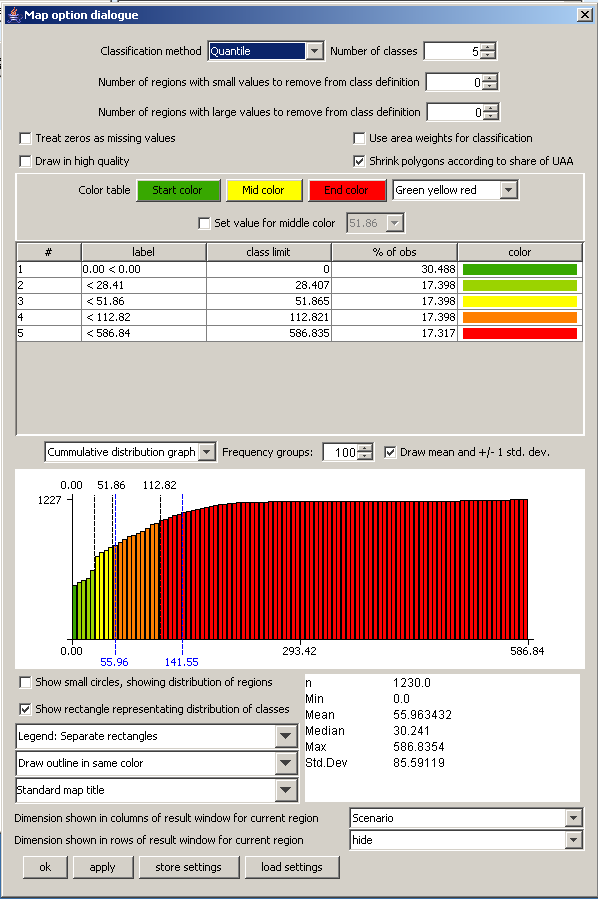 Map option dialogue
Classification method Quantile Number of classes 5
Number of regions with small values to remove from class definition 0
Number of regions with large values to remove from class definition 0
Treat zeros as missing values Use area weights for classification
Draw in high quality Shrink polygons according to share of UAA
Color table Start color Mid color End color Green yellow red
Set value for middle color 51.86
# label class limit % of obs color
1 0.00 < 0.00 0 30.488
2 < 28.41 28.407 17.398
3 < 51.86 51.865 17.398
4 < 112.82 112.821 17.398
5 < 586.84 586.835 17.317
Cummulative distribution graph Frequency groups: 100 Draw mean and +/- 1 std. dev.
0.00 51.86 112.82
1227
0.00 293.42 586.84
55.96 141.55
Show small circles, showing distribution of regions
Show rectangle representating distribution of classes
Legend: Separate rectangles
Draw outline in same color
Standard map title
n 1230.0
Min 0.0
Mean 55.963432
Median 30.241
Max 586.8354
Std.Dev 85.59119
Dimension shown in columns of result window for current region Scenario
Dimension shown in rows of result window for current region hide
ok apply store settings load settings